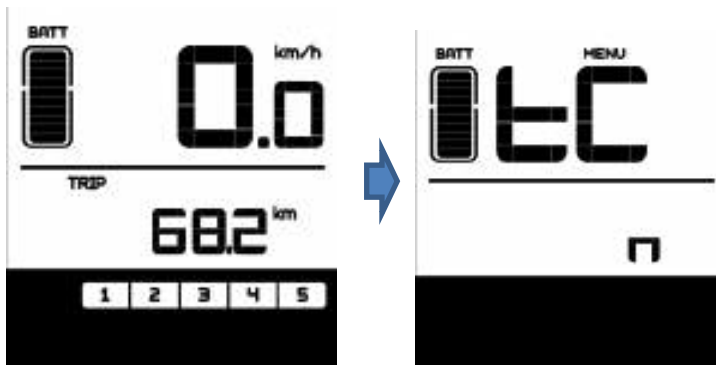 BATT
0.0 km/h
TRIP
68.2 km
1 2 3 4 5
BATT MENU
tC
n